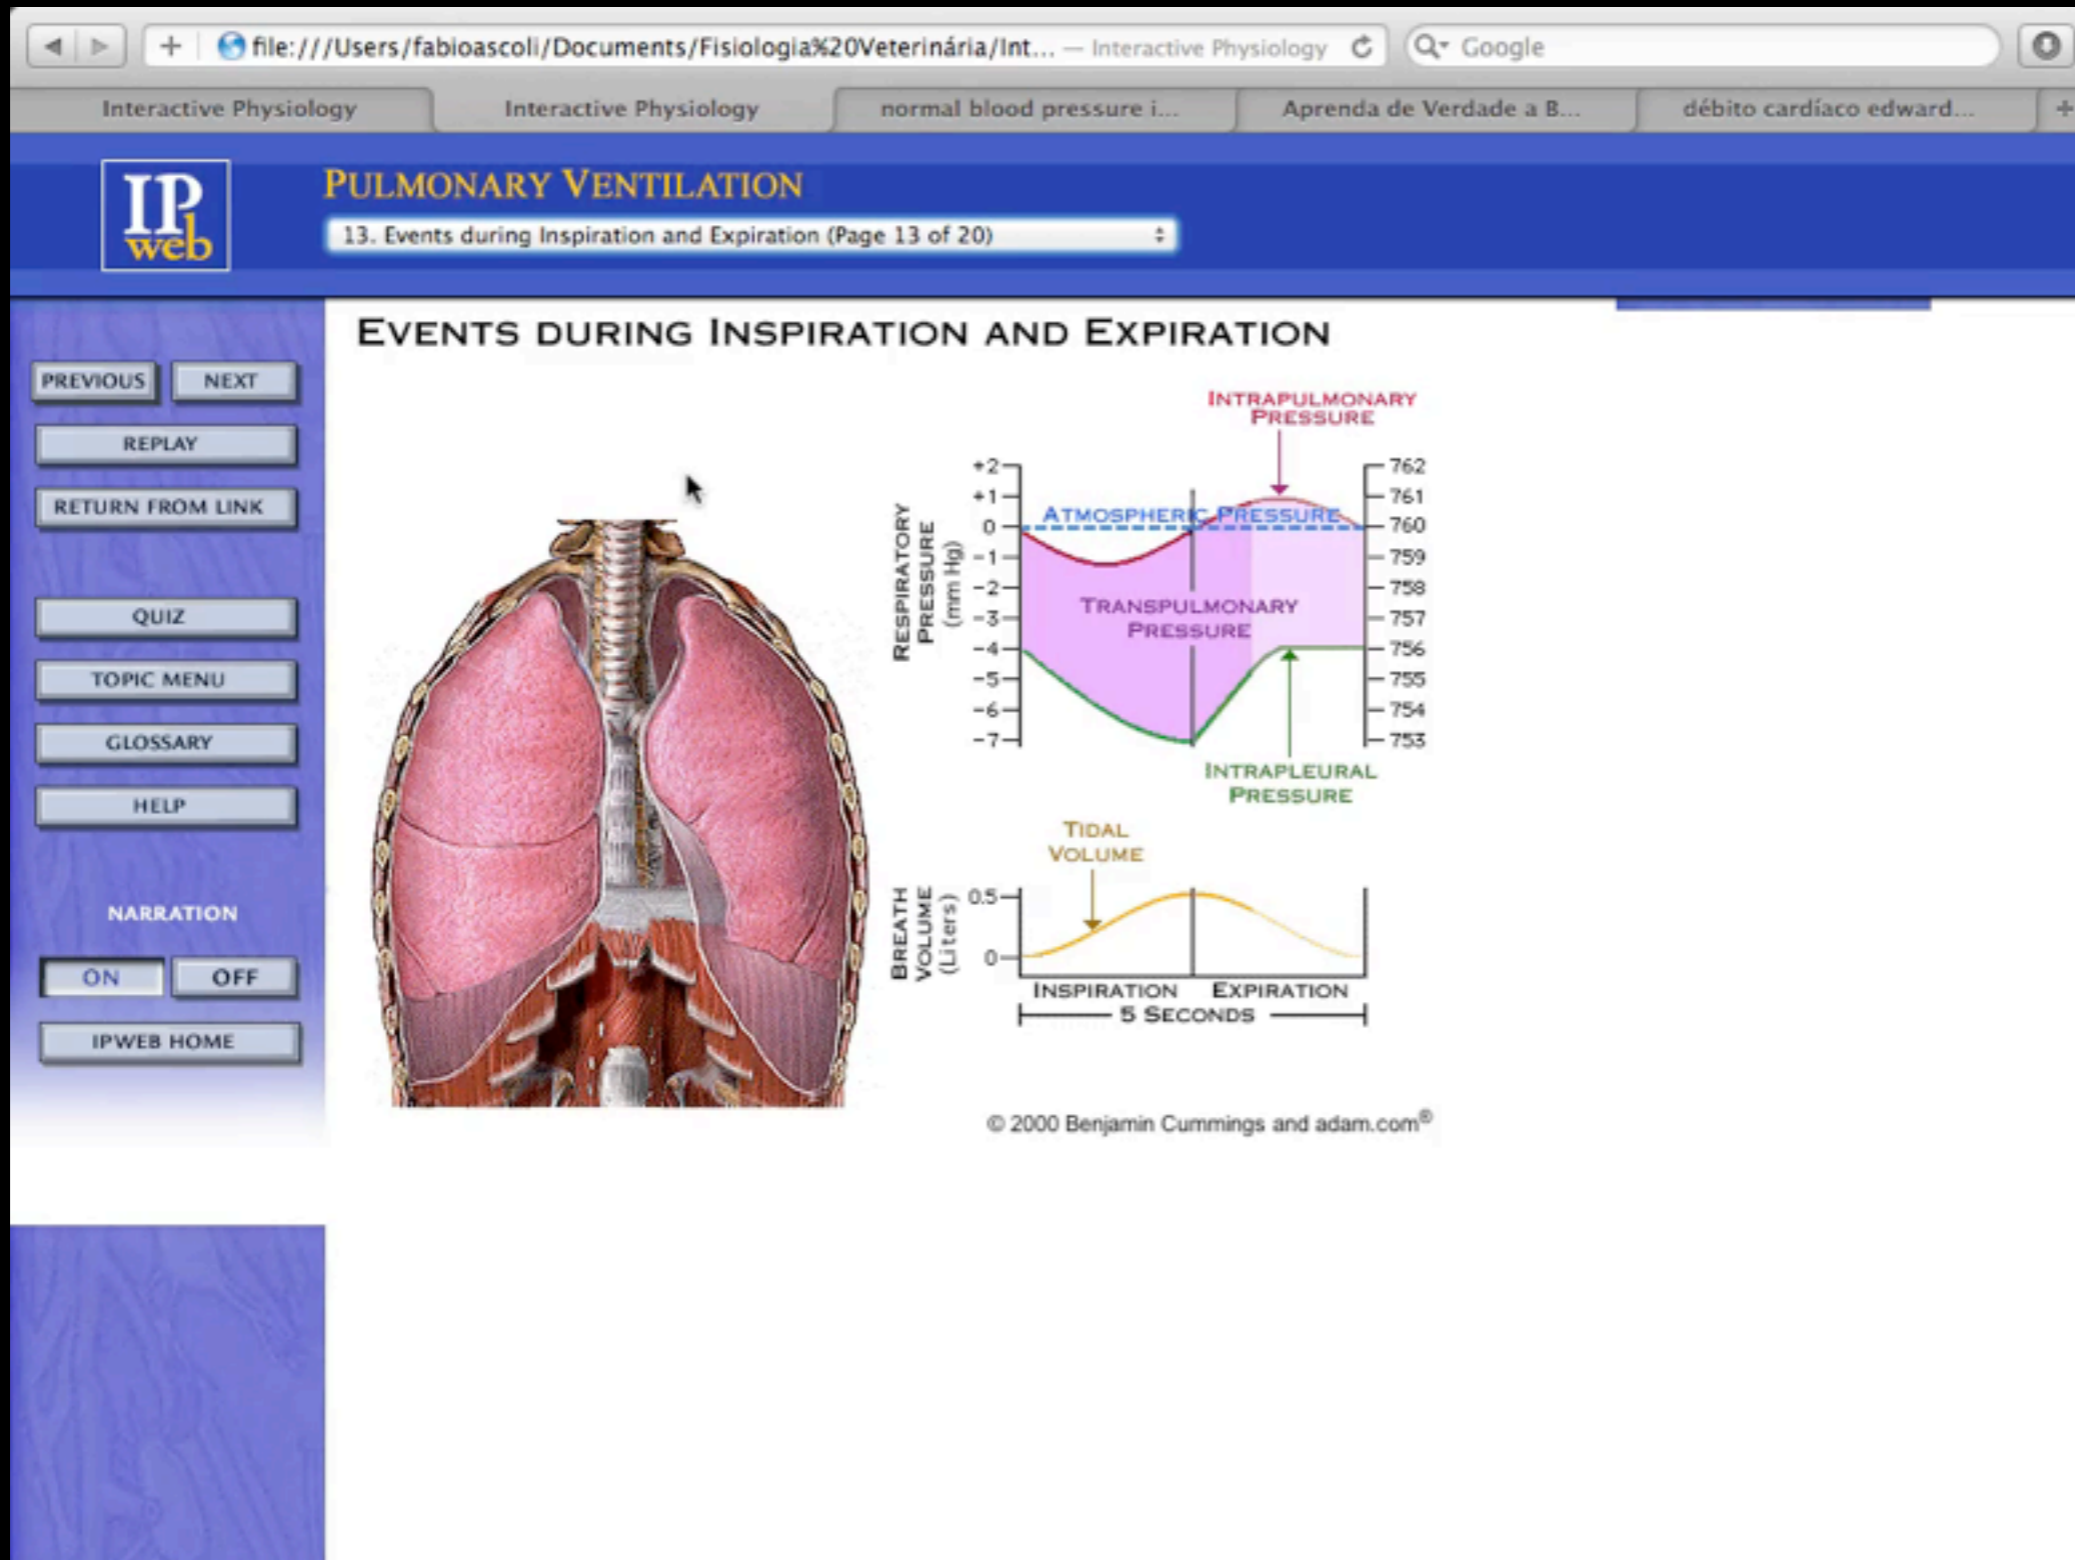 file:///Users/fabioascoli/Documents/Fisiologia%20Veterinária/Int... — Interactive Physiology
Google
Interactive Physiology
Interactive Physiology
normal blood pressure i...
Aprenda de Verdade a B...
débito cardíaco edward...
IP
web
PULMONARY VENTILATION
13. Events during Inspiration and Expiration (Page 13 of 20)
PREVIOUS
NEXT
REPLAY
RETURN FROM LINK
QUIZ
TOPIC MENU
GLOSSARY
HELP
NARRATION
ON
OFF
IPWEB HOME
EVENTS DURING INSPIRATION AND EXPIRATION
INTRAPULMONARY
PRESSURE
RESPIRATORY
PRESSURE
(mm Hg)
+2
+1
0
-1
-2
-3
-4
-5
-6
-7
ATMOSPHERIC PRESSURE
TRANSPULMONARY
PRESSURE
762
761
760
759
758
757
756
755
754
753
INTRAPLEURAL
PRESSURE
TIDAL
VOLUME
BREATH
VOLUME
(Liters)
0.5
0
INSPIRATION
EXPIRATION
5 SECONDS
© 2000 Benjamin Cummings and adam.com®